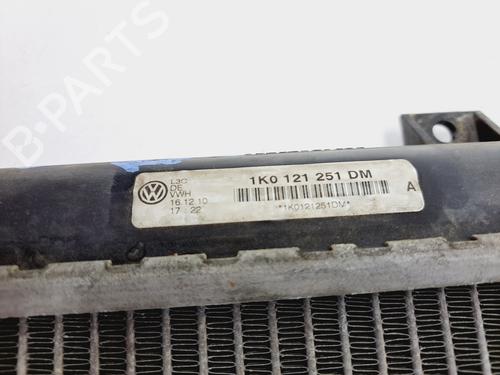 B-PARTS
L3C
DE
VWH
16.12.10
17 22
1K0 121 251 DM
*1K0121251DM*
A